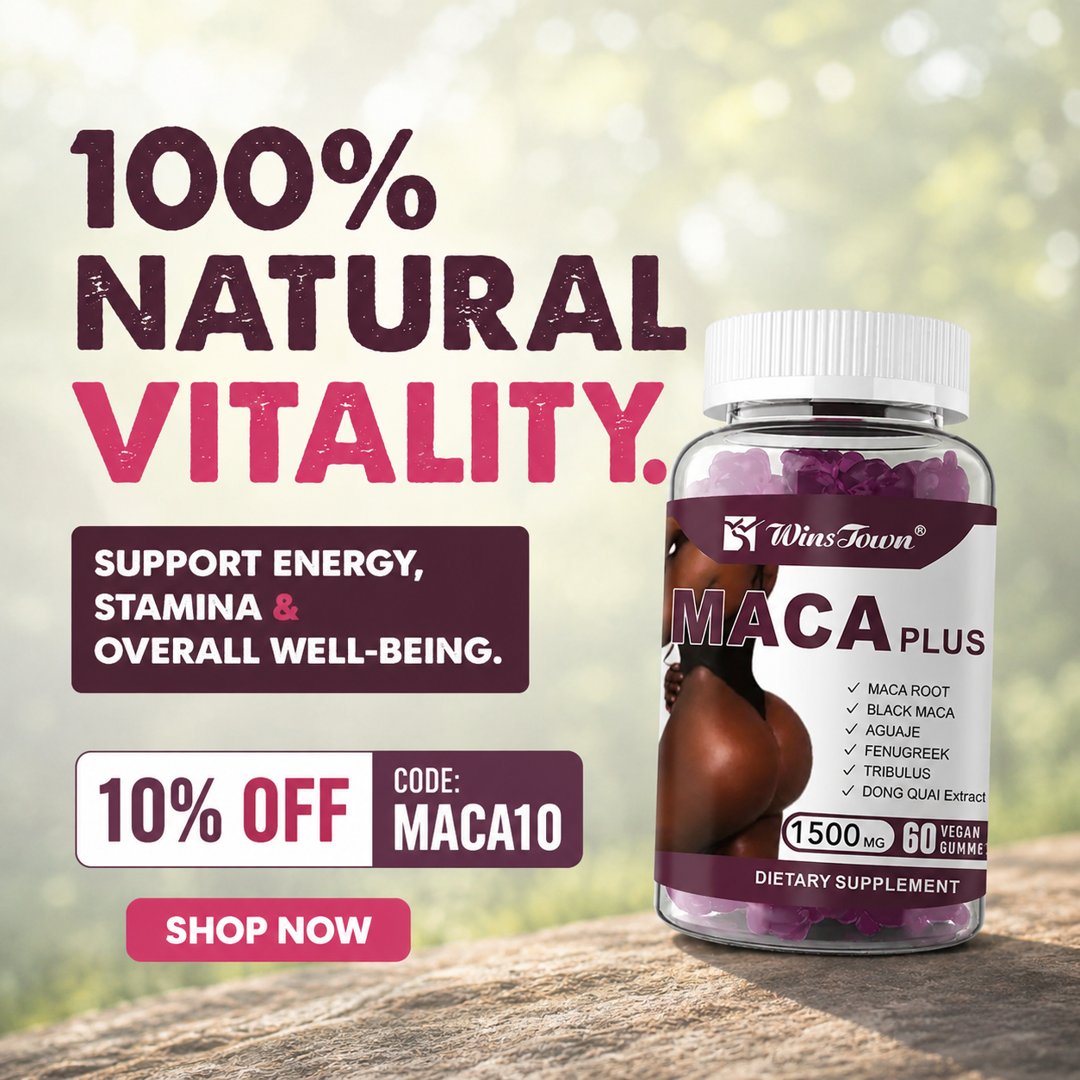 100%
NATURAL
VITALITY.
SUPPORT ENERGY,
STAMINA &
OVERALL WELL-BEING.
10% OFF
CODE:
MACA10
SHOP NOW
WinsTown®
MACA PLUS
✓ MACA ROOT
✓ BLACK MACA
✓ AGUAJE
✓ FENUGREEK
✓ TRIBULUS
✓ DONG QUAI Extract
1500 MG
60 VEGAN
GUMME
DIETARY SUPPLEMENT